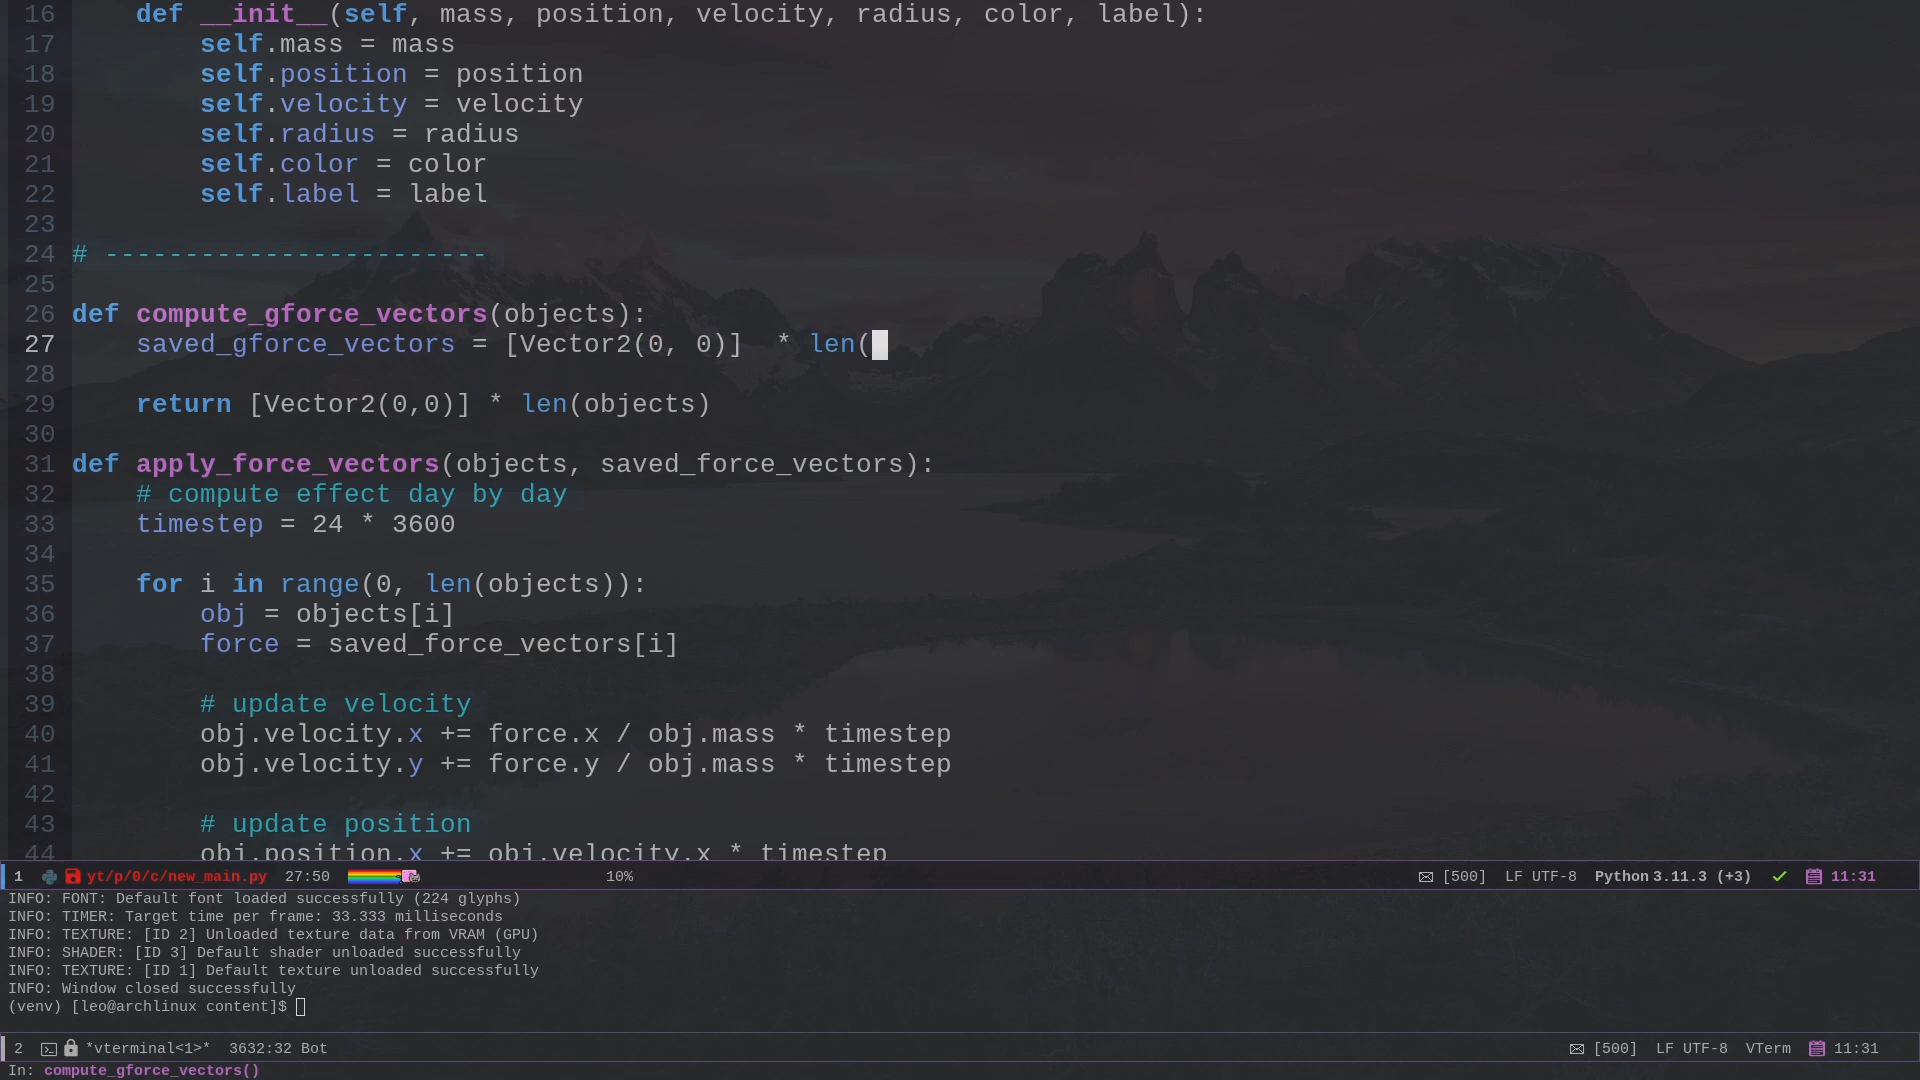 16 def __init__(self, mass, position, velocity, radius, color, label):
17 self.mass = mass
18 self.position = position
19 self.velocity = velocity
20 self.radius = radius
21 self.color = color
22 self.label = label
23
24 # ------------------------
25
26 def compute_gforce_vectors(objects):
27 saved_gforce_vectors = [Vector2(0, 0)]  * len(
28
29 return [Vector2(0,0)] * len(objects)
30
31 def apply_force_vectors(objects, saved_force_vectors):
32 # compute effect day by day
33 timestep = 24 * 3600
34
35 for i in range(0, len(objects)):
36 obj = objects[i]
37 force = saved_force_vectors[i]
38
39 # update velocity
40 obj.velocity.x += force.x / obj.mass * timestep
41 obj.velocity.y += force.y / obj.mass * timestep
42
43 # update position
44 obj.position.x += obj.velocity.x * timestep
1 yt/p/0/c/new_main.py 27:50 10% [500] LF UTF-8 Python 3.11.3 (+3) 11:31
INFO: FONT: Default font loaded successfully (224 glyphs)
INFO: TIMER: Target time per frame: 33.333 milliseconds
INFO: TEXTURE: [ID 2] Unloaded texture data from VRAM (GPU)
INFO: SHADER: [ID 3] Default shader unloaded successfully
INFO: TEXTURE: [ID 1] Default texture unloaded successfully
INFO: Window closed successfully
(venv) [leo@archlinux content]$
2 *vterminal<1>* 3632:32 Bot [500] LF UTF-8 VTerm 11:31
In: compute_gforce_vectors()